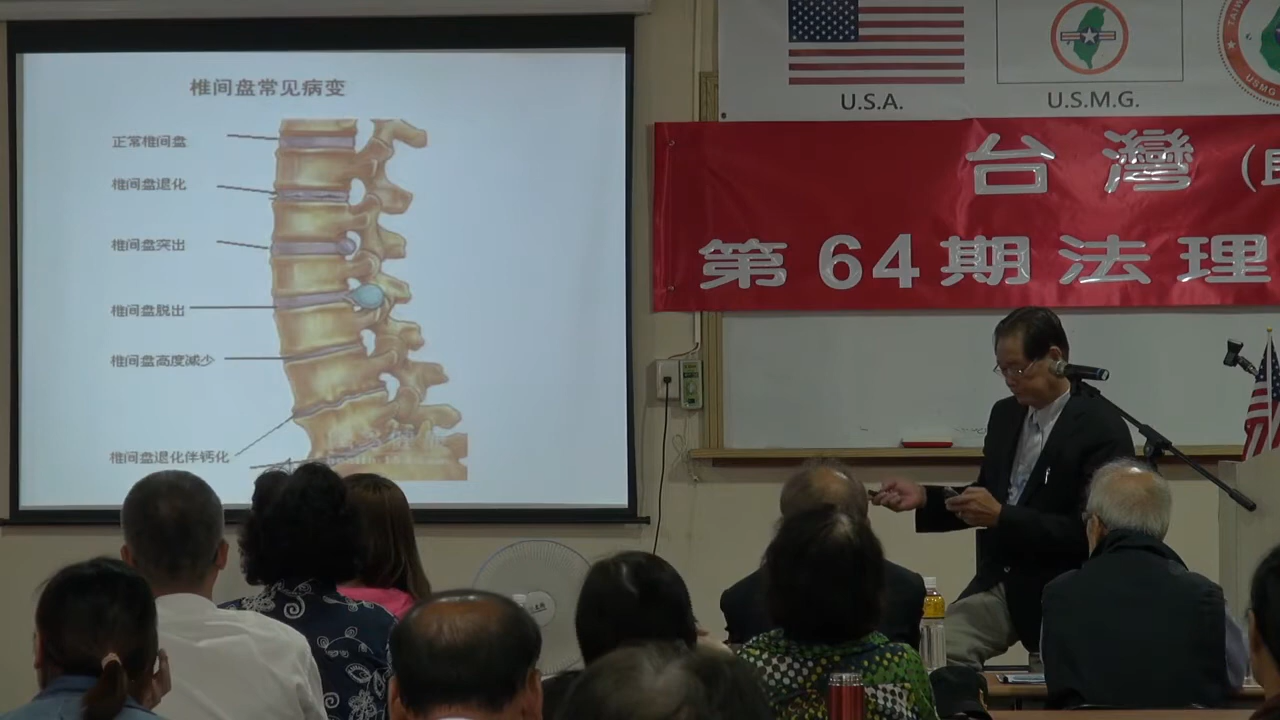 椎间盘常见病变
正常椎间盘
椎间盘退化
椎间盘突出
椎间盘脱出
椎间盘高度减少
椎间盘退化伴钙化
U.S.A.
U.S.M.G.
USMG
台灣(
第64期法理